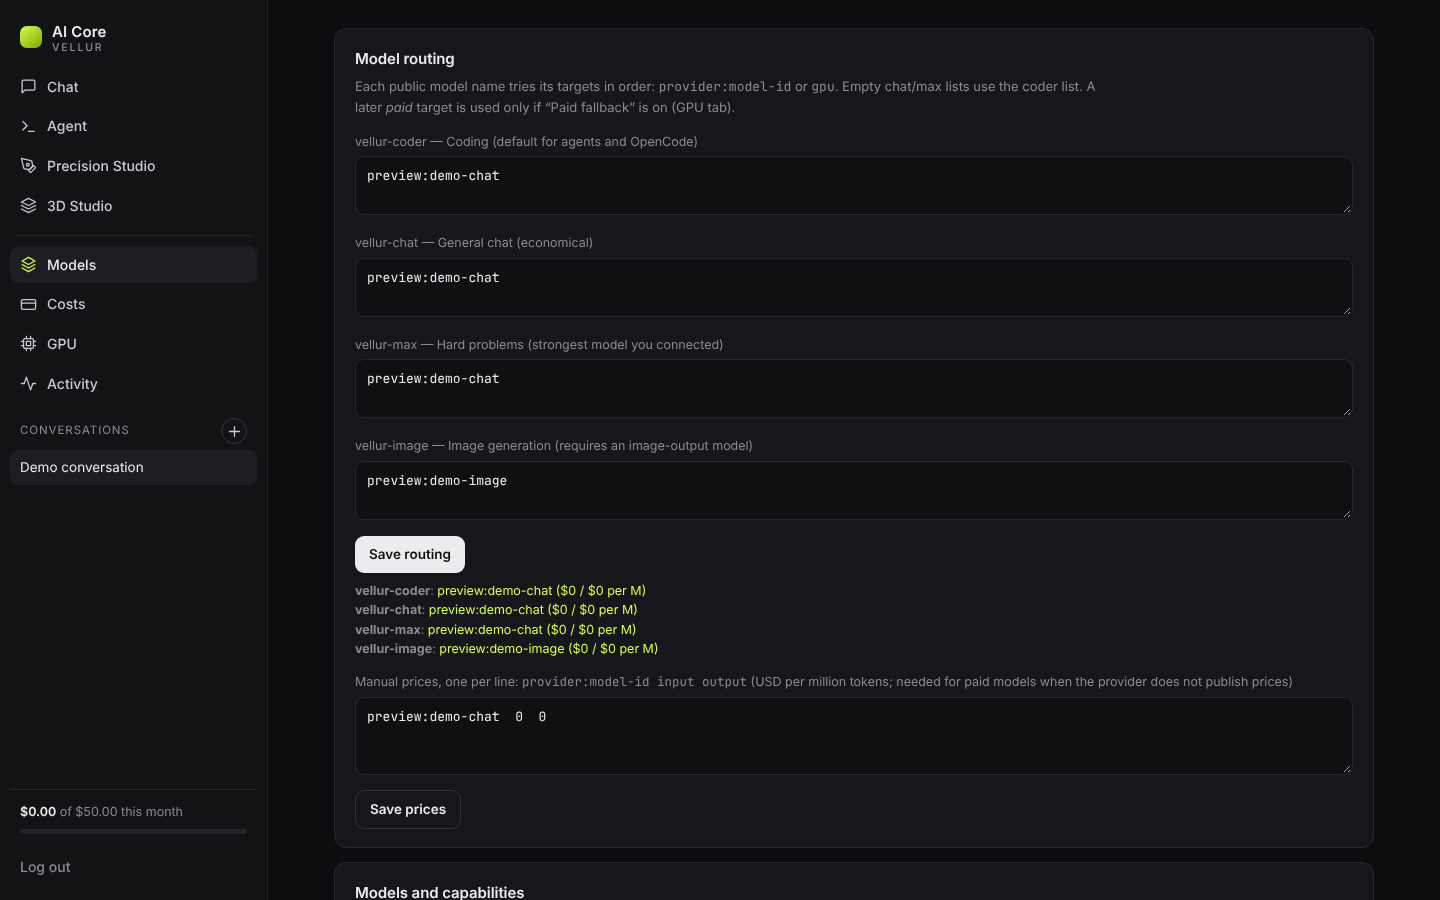 AI Core
VELLUR
Chat
Agent
Precision Studio
3D Studio
Models
Costs
GPU
Activity
CONVERSATIONS
Demo conversation
$0.00 of $50.00 this month
Log out
Model routing
Each public model name tries its targets in order: provider:model-id or gpu. Empty chat/max lists use the coder list. A
later paid target is used only if “Paid fallback” is on (GPU tab).
vellur-coder — Coding (default for agents and OpenCode)
preview:demo-chat
vellur-chat — General chat (economical)
preview:demo-chat
vellur-max — Hard problems (strongest model you connected)
preview:demo-chat
vellur-image — Image generation (requires an image-output model)
preview:demo-image
Save routing
vellur-coder: preview:demo-chat ($0 / $0 per M)
vellur-chat: preview:demo-chat ($0 / $0 per M)
vellur-max: preview:demo-chat ($0 / $0 per M)
vellur-image: preview:demo-image ($0 / $0 per M)
Manual prices, one per line: provider:model-id input output (USD per million tokens; needed for paid models when the provider does not publish prices)
preview:demo-chat  0  0
Save prices
Models and capabilities